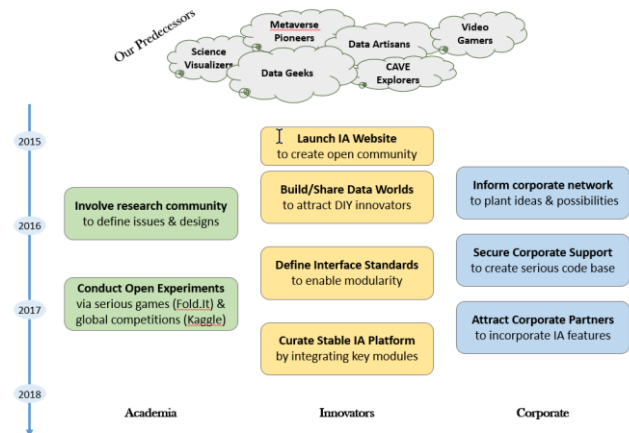 Our Predecessors
Metaverse
Pioneers
Video
Gamers
Science
Visualizers
Data Artisans
Data Geeks
CAVE
Explorers
2015
Launch IA Website
to create open community
Build/Share Data Worlds
to attract DIY innovators
Inform corporate network
to plant ideas & possibilities
Involve research community
to define issues & designs
2016
Secure Corporate Support
to create serious code base
Define Interface Standards
to enable modularity
Conduct Open Experiments
via serious games (Fold.It) &
global competitions (Kaggle)
2017
Attract Corporate Partners
to incorporate IA features
Curate Stable IA Platform
by integrating key modules
2018
Academia
Innovators
Corporate